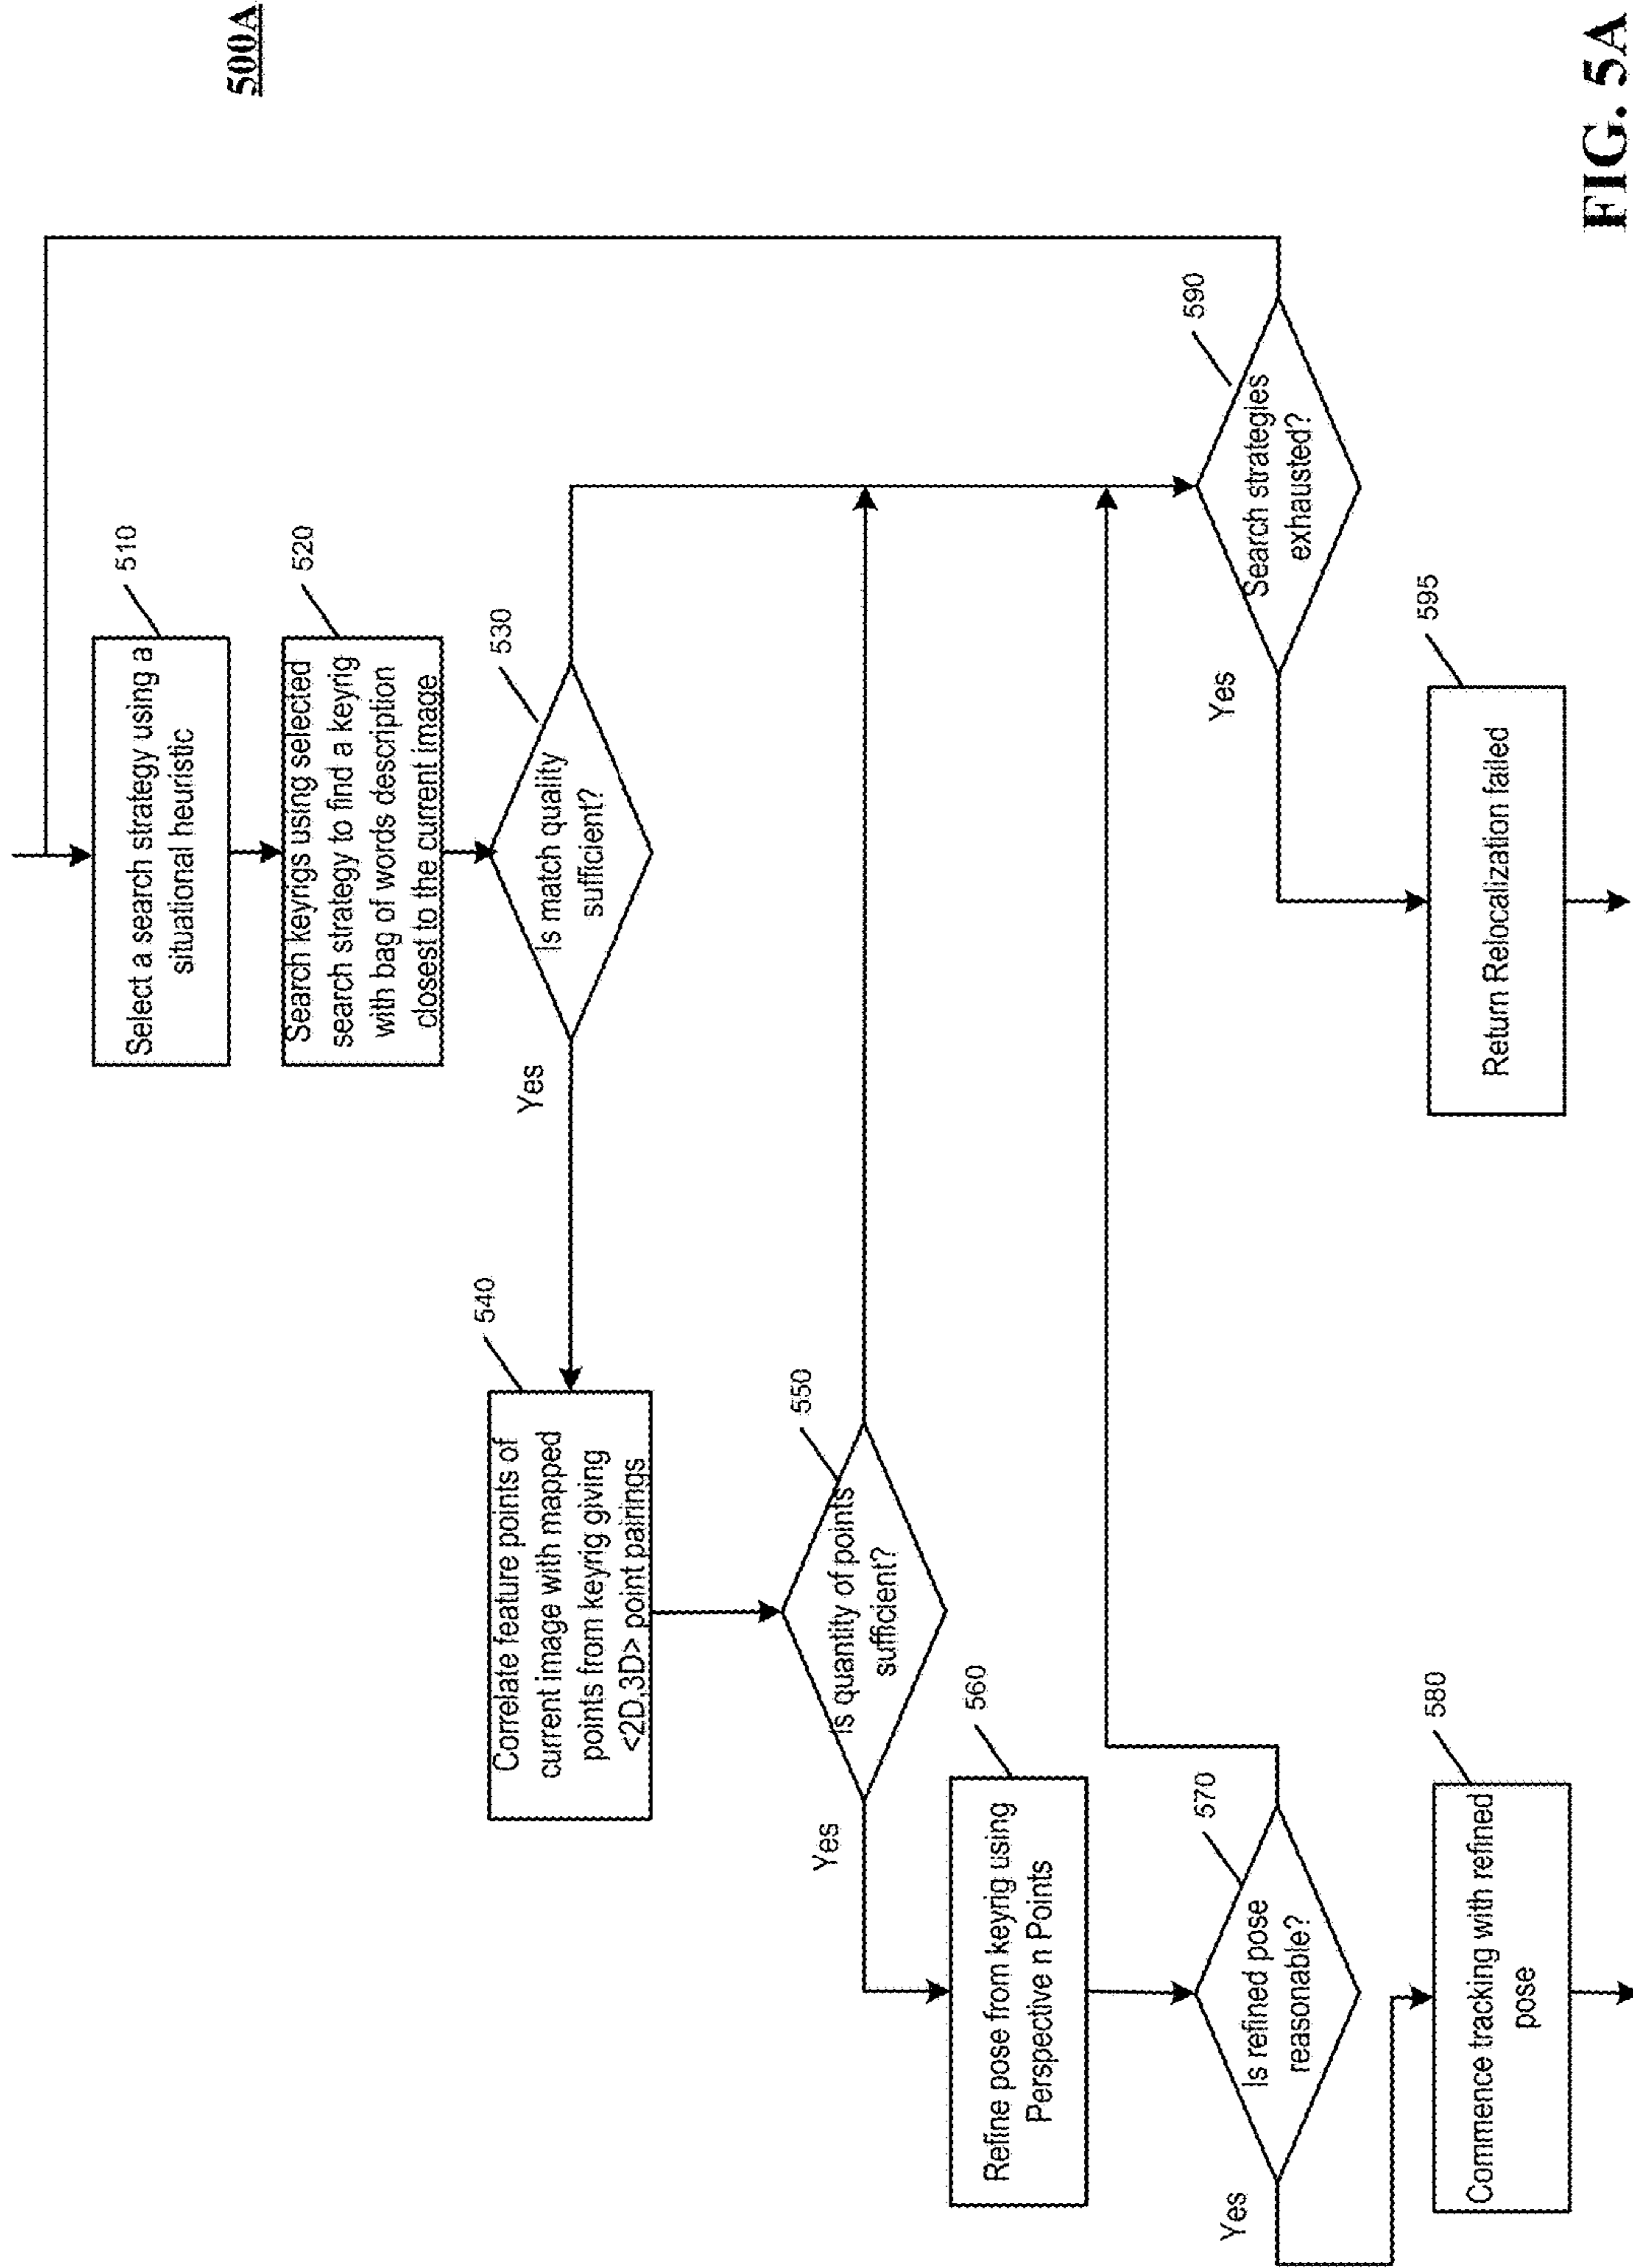 500A
510
Select a search strategy using a
situational heuristic
520
Search keyrigs using selected
search strategy to find a keyrig
with bag of words description
closest to the current image
530
Is match quality
sufficient?
Yes
540
Correlate feature points of
current image with mapped
points from keyrig giving
<2D,3D> point pairings
550
Is quantity of points
sufficient?
Yes
560
Refine pose from keyrig using
Perspective n Points
570
Is refined pose
reasonable?
Yes
580
Commence tracking with refined
pose
590
Search strategies
exhausted?
Yes
595
Return Relocalization failed
FIG. 5A